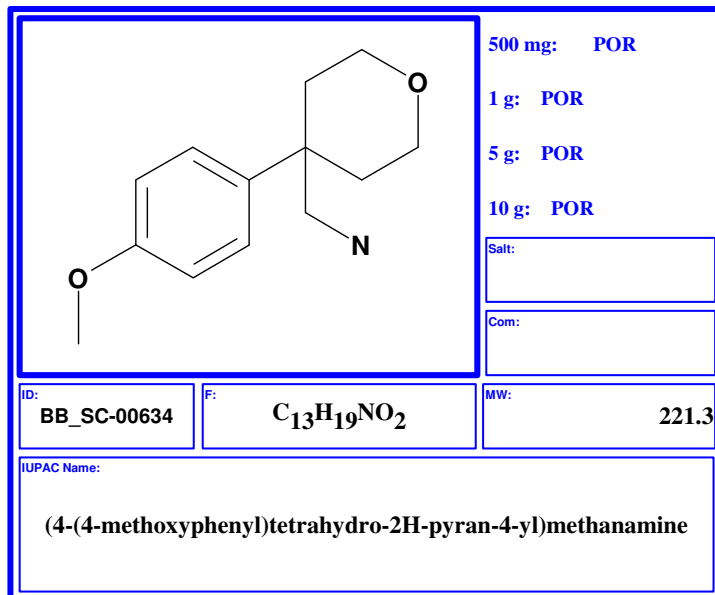 500 mg: POR
1 g: POR
5 g: POR
10 g: POR
O
N
O
Salt:
Com:
ID:
BB_SC-00634
F:
C13H19NO2
MW:
221.3
IUPAC Name:
(4-(4-methoxyphenyl)tetrahydro-2H-pyran-4-yl)methanamine